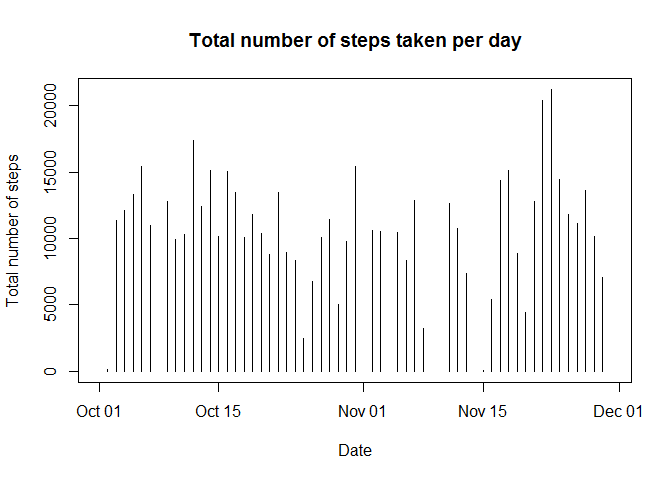 Total number of steps taken per day
Total number of steps
20000
15000
10000
5000
0
Oct 01 Oct 15 Nov 01 Nov 15 Dec 01
Date